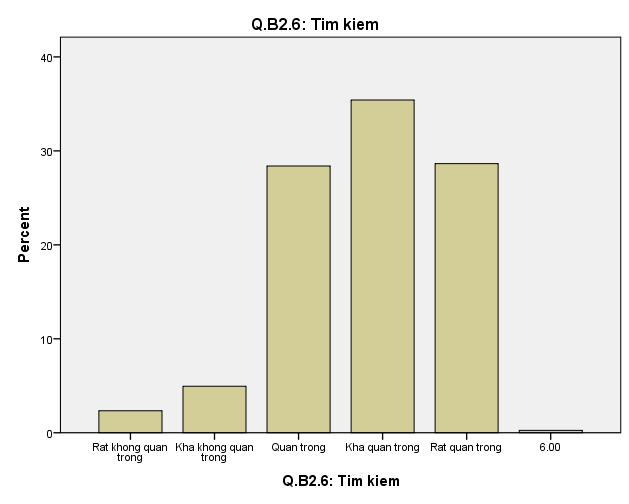 Q.B2.6: Tim kiem
40
30
20
10
0
Percent
Rat khong quan
trong
Kha khong quan
trong
Quan trong
Kha quan trong
Rat quan trong
6.00
Q.B2.6: Tim kiem